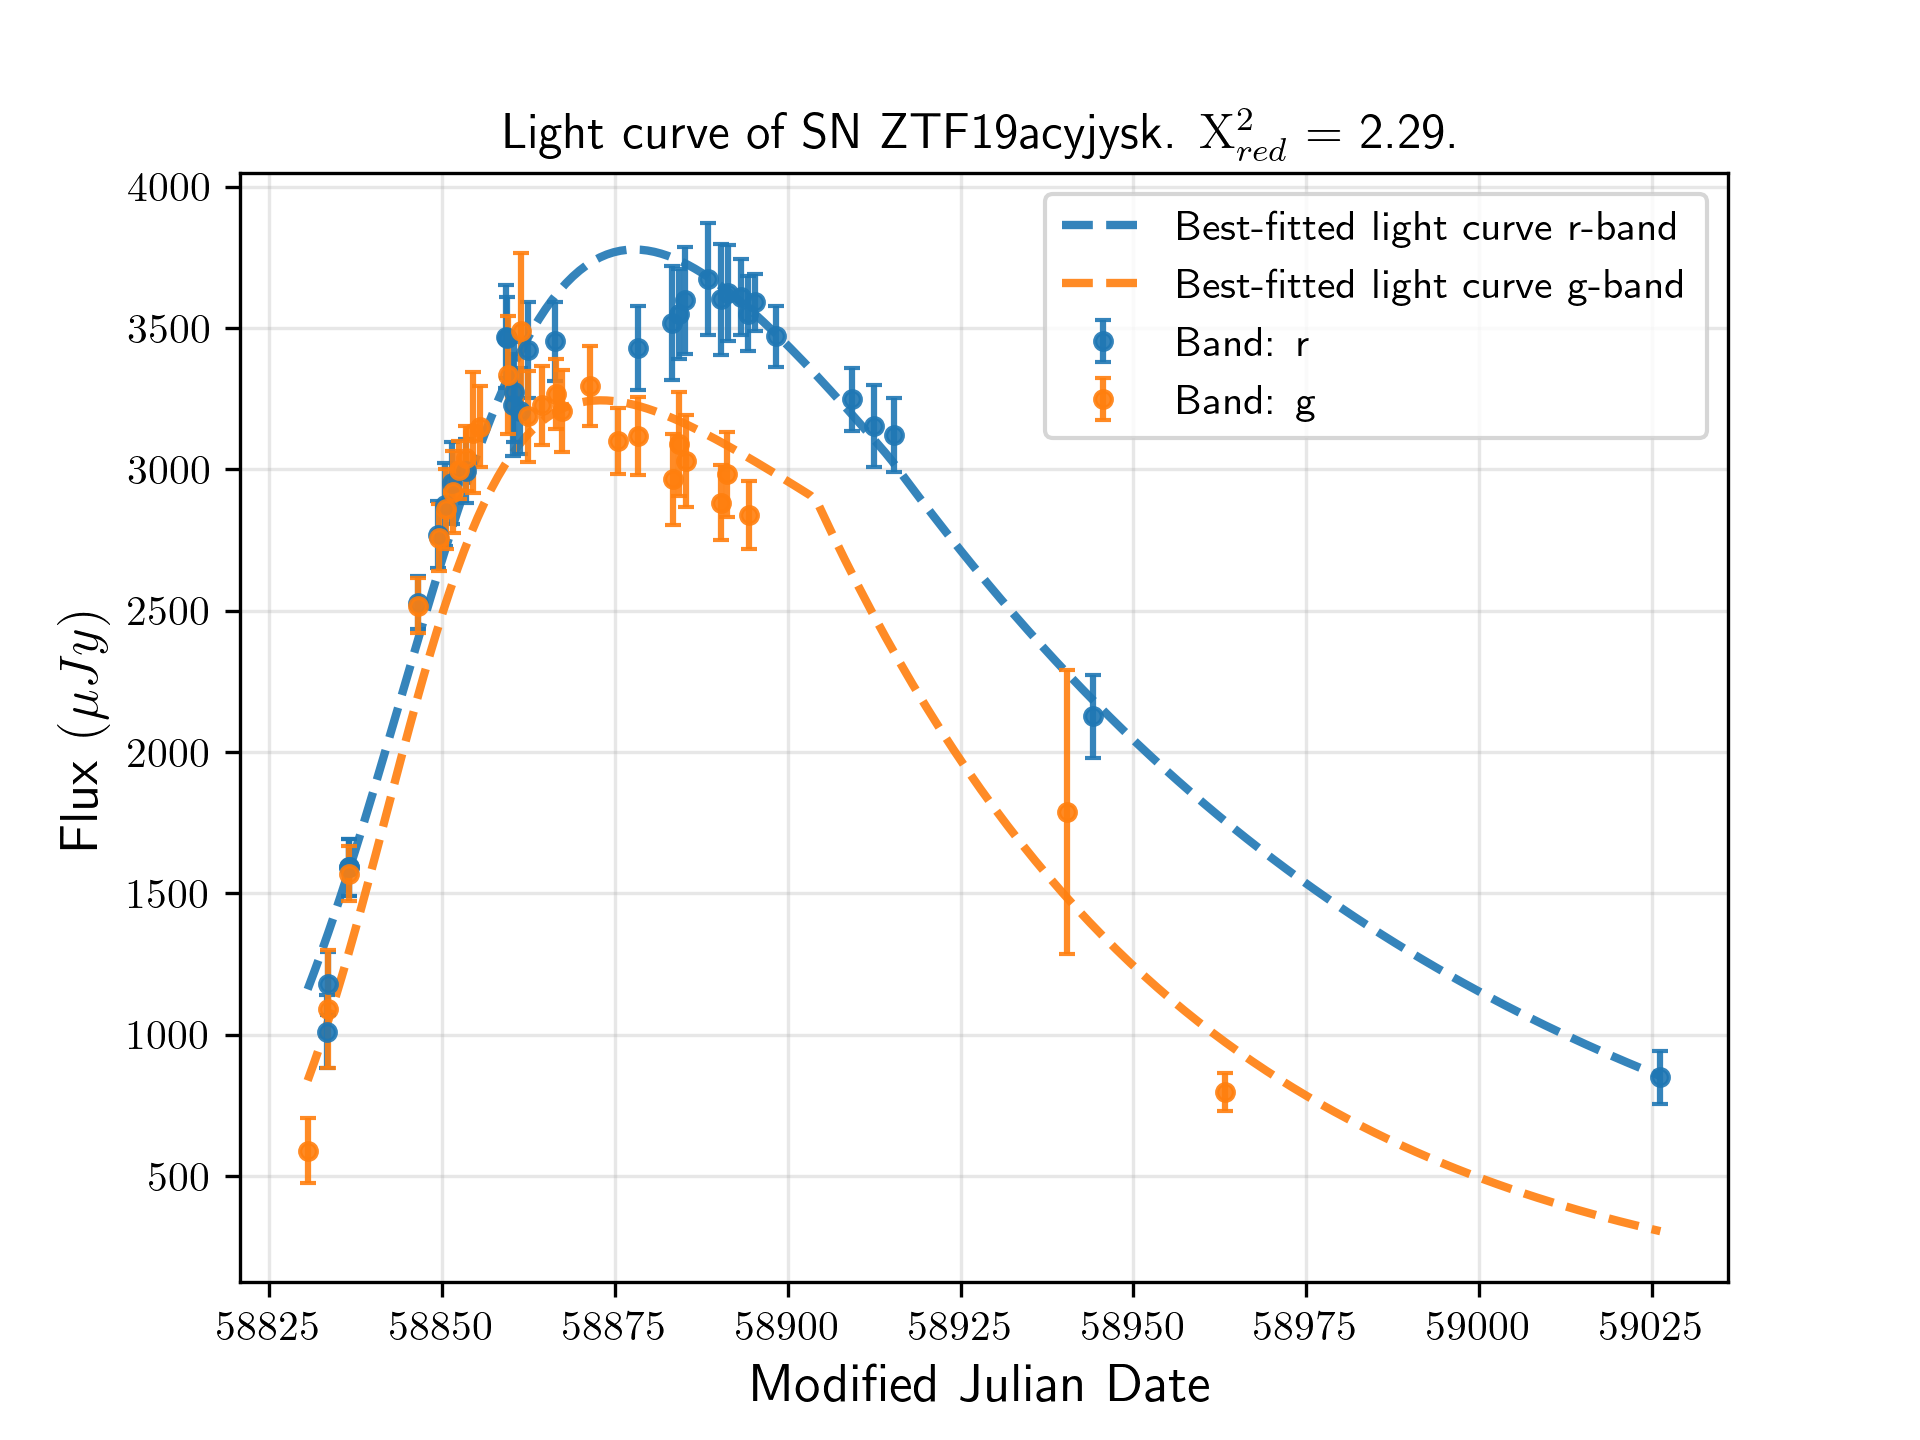 Light curve of SN ZTF19acyjysk. X²_red = 2.29.
4000
3500
3000
2500
2000
1500
1000
500
Flux (μJy)
Best-fitted light curve r-band
Best-fitted light curve g-band
Band: r
Band: g
58825 58850 58875 58900 58925 58950 58975 59000 59025
Modified Julian Date